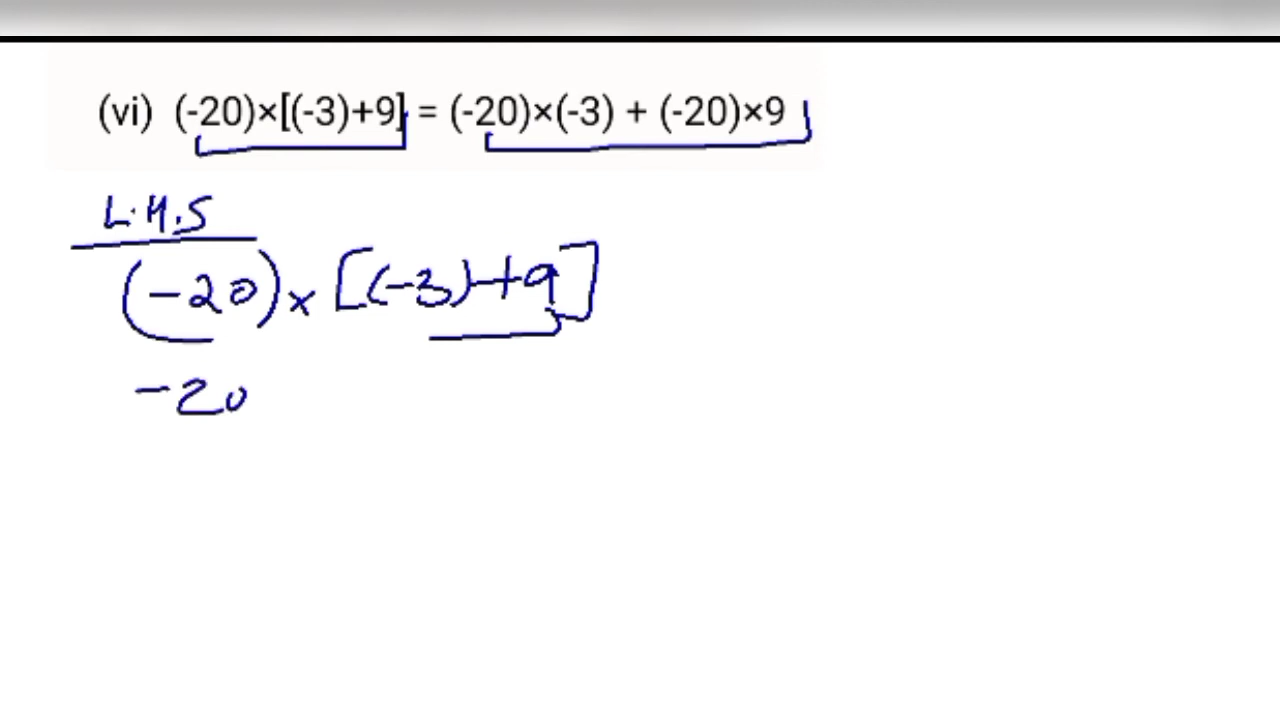 (vi) (-20)×[(-3)+9] = (-20)×(-3) + (-20)×9
L.H.S
(-20)× [(-3)+9]
-20